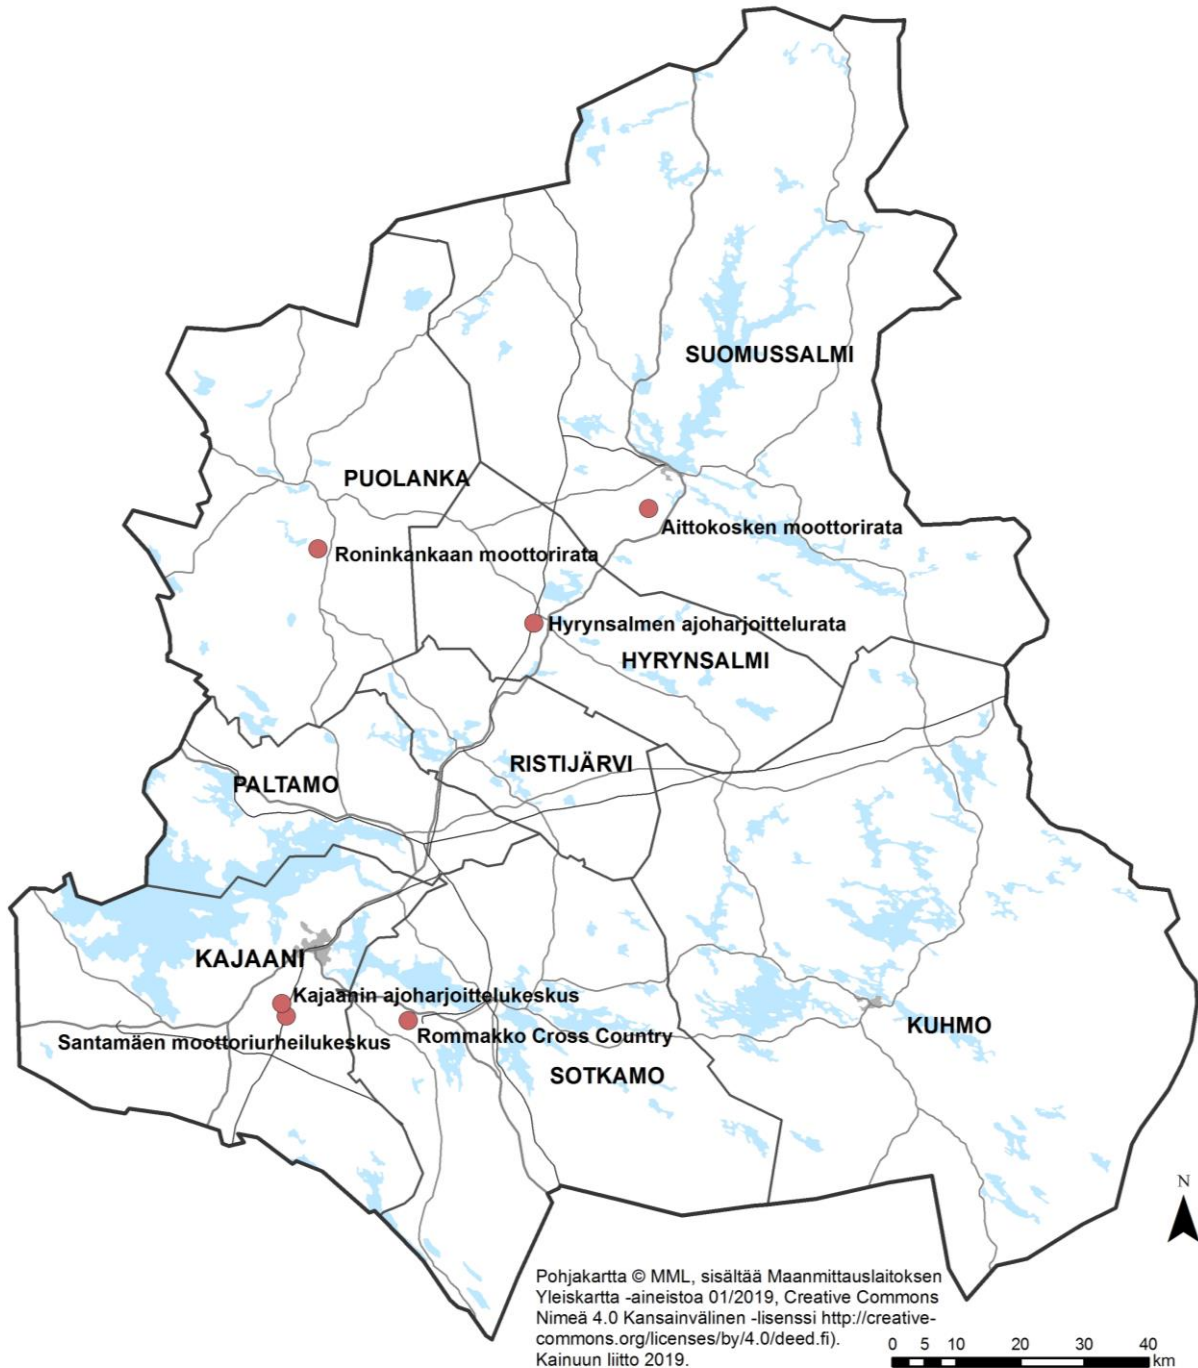 SUOMUSSALMI
PUOLANKA
Aittokosken moottorirata
Roninkankaan moottorirata
Hyrynsalmen ajoharjoittelurata
HYRYNSALMI
RISTIJÄRVI
PALTAMO
KAJAANI
Kajaanin ajoharjoittelukeskus
KUHMO
Santamäen moottoriurheilukeskus
Rommakko Cross Country
SOTKAMO
N
Pohjakartta © MML, sisältää Maanmittauslaitoksen
Yleiskartta -aineistoa 01/2019, Creative Commons
Nimeä 4.0 Kansainvälinen -lisenssi http://creative-
commons.org/licenses/by/4.0/deed.fi).
Kainuun liitto 2019.
0 5 10 20 30 40
km